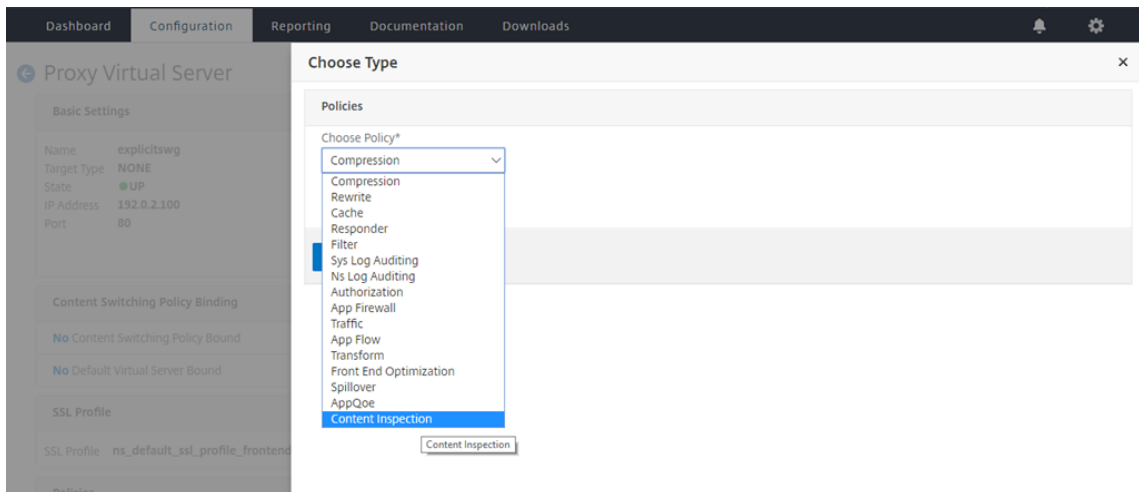 Dashboard Configuration Reporting Documentation Downloads
Proxy Virtual Server
Basic Settings
Name explicitswg
Target Type NONE
State UP
IP Address 192.0.2.100
Port 80
Content Switching Policy Binding
No Content Switching Policy Bound
No Default Virtual Server Bound
SSL Profile
SSL Profile ns_default_ssl_profile_frontend
Policies
Choose Type
Policies
Choose Policy*
Compression
Compression
Rewrite
Cache
Responder
Filter
Sys Log Auditing
Ns Log Auditing
Authorization
App Firewall
Traffic
App Flow
Transform
Front End Optimization
Spillover
AppQoe
Content Inspection
Content Inspection